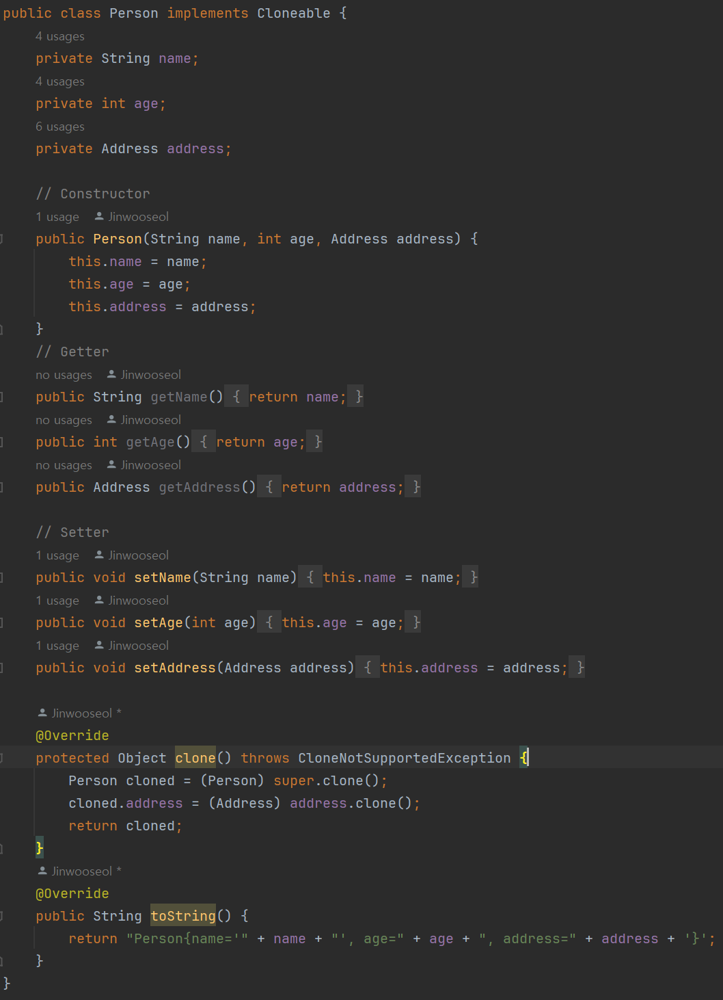 public class Person implements Cloneable {
4 usages
private String name;
4 usages
private int age;
6 usages
private Address address;
// Constructor
1 usage Jinwooseol
public Person(String name, int age, Address address) {
this.name = name;
this.age = age;
this.address = address;
}
// Getter
no usages Jinwooseol
public String getName() { return name; }
no usages Jinwooseol
public int getAge() { return age; }
no usages Jinwooseol
public Address getAddress() { return address; }
// Setter
1 usage Jinwooseol
public void setName(String name) { this.name = name; }
1 usage Jinwooseol
public void setAge(int age) { this.age = age; }
1 usage Jinwooseol
public void setAddress(Address address) { this.address = address; }
Jinwooseol *
@Override
protected Object clone() throws CloneNotSupportedException {
Person cloned = (Person) super.clone();
cloned.address = (Address) address.clone();
return cloned;
}
Jinwooseol *
@Override
public String toString() {
return "Person{name='" + name + "', age=" + age + ", address=" + address + '}';
}
}